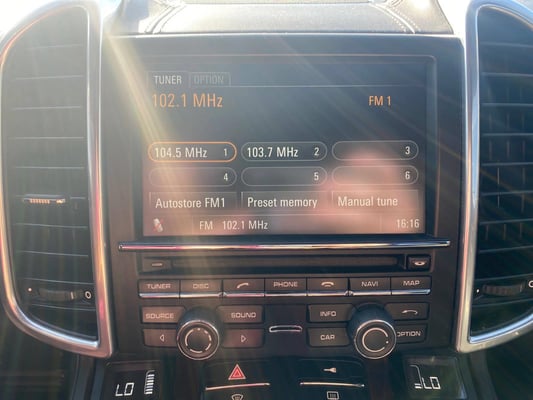 TUNER OPTION
102.1 MHz FM 1
104.5 MHz 1 103.7 MHz 2 3
4 5 6
Autostore FM1 Preset memory Manual tune
FM 102.1 MHz 16:16
TUNER DISC PHONE NAVI MAP
SOURCE SOUND INFO
CAR OPTION
LO LO